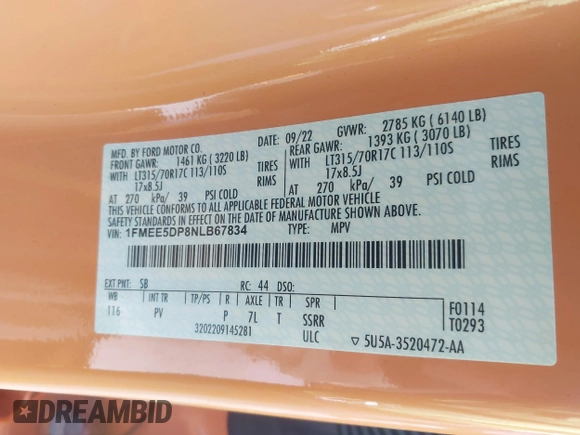 MFD. BY FORD MOTOR CO.
DATE: 09/22 GVWR: 2785 KG ( 6140 LB)
FRONT GAWR: 1461 KG ( 3220 LB)
REAR GAWR: 1393 KG ( 3070 LB)
WITH LT315/70R17C 113/110S TIRES
17x8.5J RIMS
WITH LT315/70R17C 113/110S TIRES
17x8.5J RIMS
AT 270 kPa/ 39 PSI COLD
AT 270 kPa/ 39 PSI COLD
THIS VEHICLE CONFORMS TO ALL APPLICABLE FEDERAL MOTOR VEHICLE
SAFETY STANDARDS IN EFFECT ON THE DATE OF MANUFACTURE SHOWN ABOVE.
VIN: 1FMEE5DP8NLB67834 TYPE: MPV
EXT PNT: SB RC: 44 DSO:
WB INT TR TP/PS R AXLE TR SPR
116 PV P 7L T SSRR
ULC
F0114
T0293
3202209145281
▽ 5U5A-3520472-AA
DREAMBID